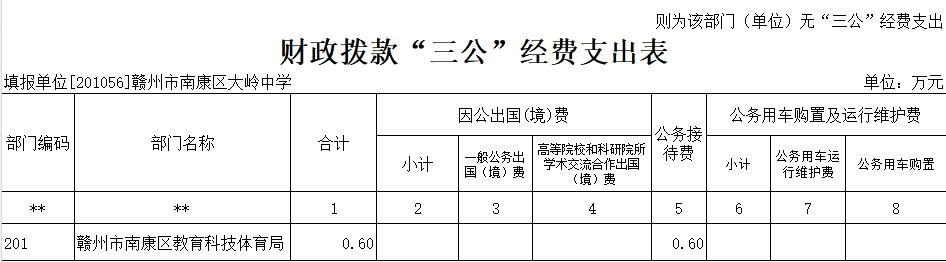 则为该部门（单位）无“三公”经费支出
财政拨款“三公”经费支出表
填报单位[201056]赣州市南康区大岭中学 单位：万元
部门编码 部门名称 合计 因公出国(境)费 公务接待费 公务用车购置及运行维护费
小计 一般公务出国（境）费 高等院校和科研院所学术交流合作出国（境）费 小计 公务用车运行维护费 公务用车购置
** ** 1 2 3 4 5 6 7 8
201 赣州市南康区教育科技体育局 0.60 0.60